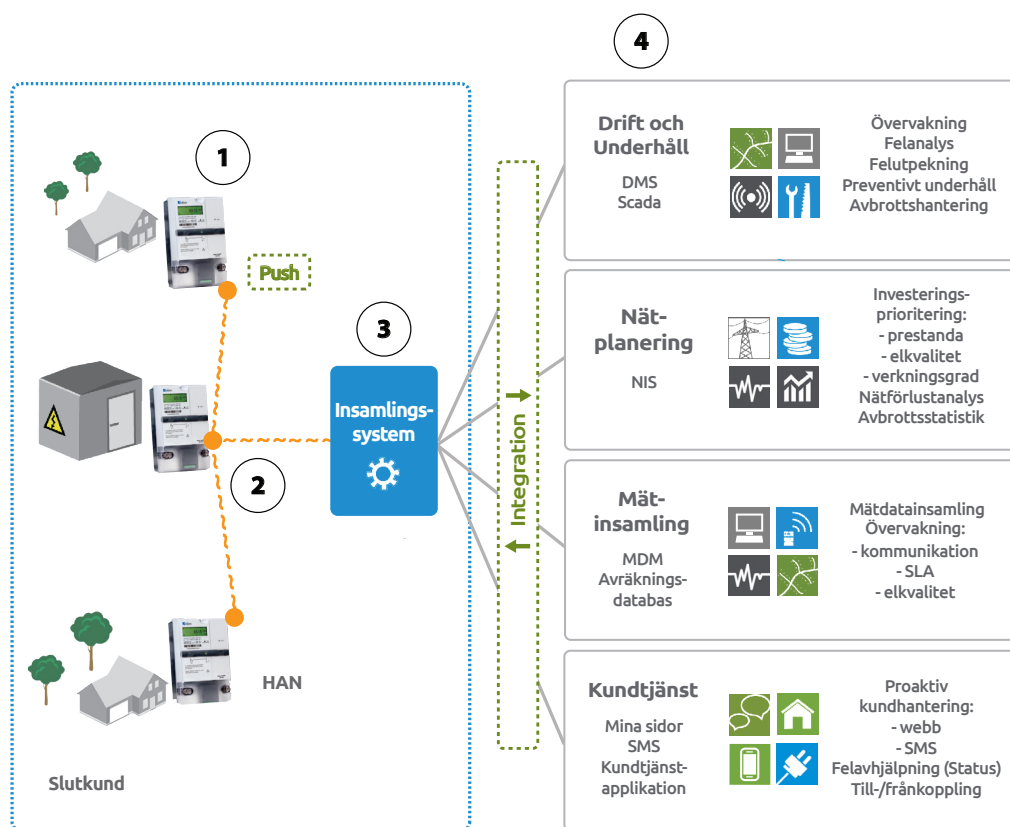 4
1
Push
3
Insamlings-
system
2
HAN
Slutkund
Integration
Drift och
Underhåll
DMS
Scada
Övervakning
Felanalys
Felutpekning
Preventivt underhåll
Avbrottshantering
Nät-
planering
NIS
Investerings-
prioritering:
- prestanda
- elkvalitet
- verkningsgrad
Nätförlustanalys
Avbrottsstatistik
Mät-
insamling
MDM
Avräknings-
databas
Mätdatainsamling
Övervakning:
- kommunikation
- SLA
- elkvalitet
Kundtjänst
Mina sidor
SMS
Kundtjänst-
applikation
Proaktiv
kundhantering:
- webb
- SMS
Felavhjälpning (Status)
Till-/frånkoppling